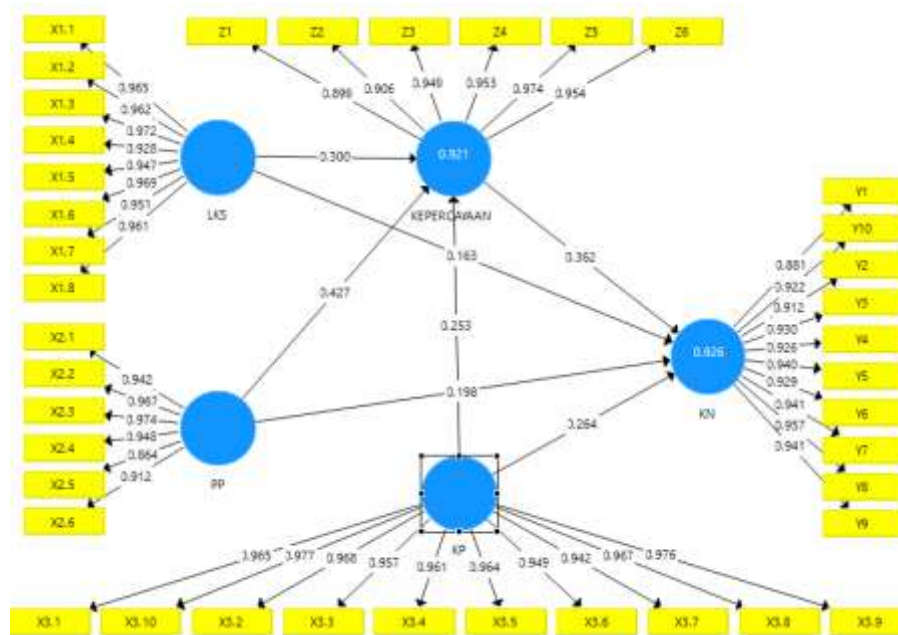 X1.1
X1.2
X1.3
X1.4
X1.5
X1.6
X1.7
X1.8
0.965
0.962
0.972
0.928
0.947
0.969
0.951
0.961
LKS
Z1
Z2
Z3
Z4
Z5
Z6
0.899
0.906
0.949
0.953
0.974
0.954
0.921
KEPERCAYAAN
0.300
0.163
0.362
0.427
0.253
0.198
0.264
X2.1
X2.2
X2.3
X2.4
X2.5
X2.6
0.942
0.967
0.974
0.948
0.864
0.912
PP
Y1
Y10
Y2
Y3
Y4
Y5
Y6
Y7
Y8
Y9
0.881
0.922
0.912
0.930
0.926
0.940
0.929
0.941
0.957
0.941
0.926
KN
KP
0.965
0.977
0.968
0.957
0.961
0.964
0.949
0.942
0.967
0.976
X3.1
X3.10
X3.2
X3.3
X3.4
X3.5
X3.6
X3.7
X3.8
X3.9